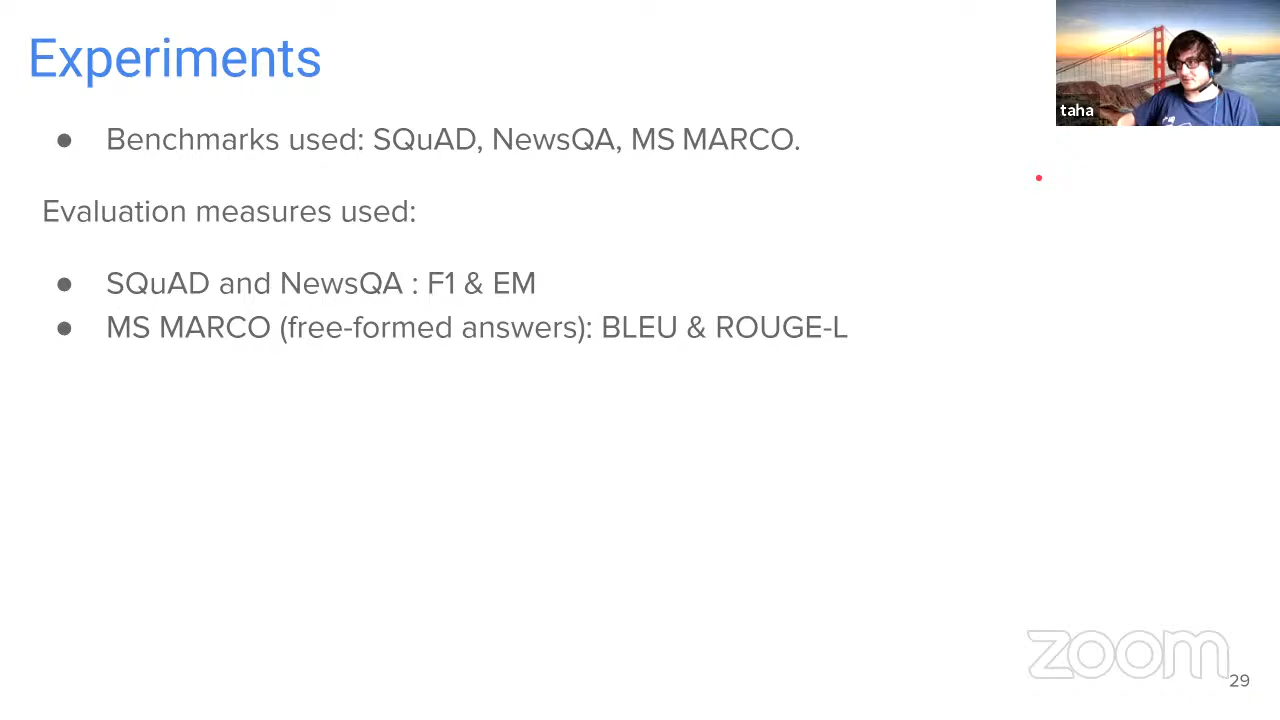 Experiments
taha
● Benchmarks used: SQuAD, NewsQA, MS MARCO.
Evaluation measures used:
● SQuAD and NewsQA : F1 & EM
● MS MARCO (free-formed answers): BLEU & ROUGE-L
zoom
29